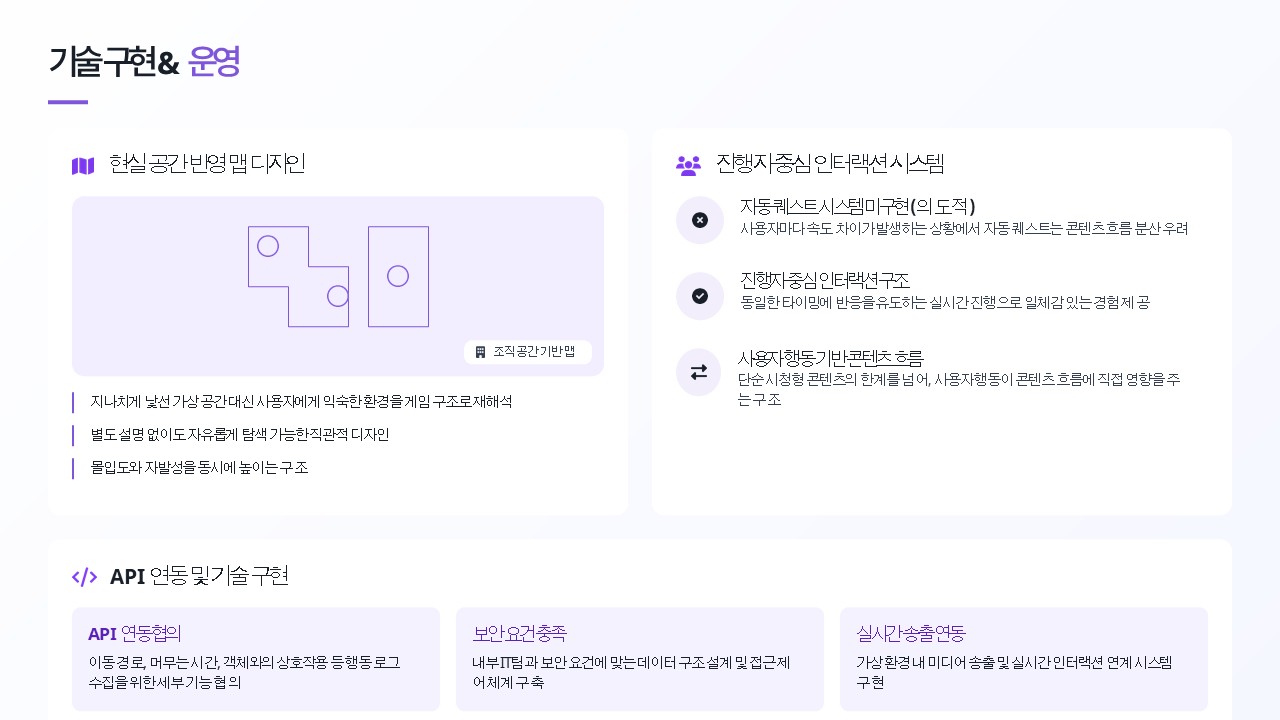 기술 구현 & 운영
현실 공간 반영 맵 디자인
조직 공간 기반 맵
지나치게 낯선 가상 공간 대신 사용자에게 익숙한 환경을 게임 구조로 재해석
별도 설명 없이도 자유롭게 탐색 가능한 직관적 디자인
몰입도와 자발성을 동시에 높이는 구조
진행자 중심 인터랙션 시스템
자동 퀘스트 시스템 미구현 (의도적)
사용자마다 속도 차이가 발생하는 상황에서 자동 퀘스트는 콘텐츠 흐름 분산 우려
진행자 중심 인터랙션 구조
동일한 타이밍에 반응을 유도하는 실시간 진행으로 일체감 있는 경험 제공
사용자 행동 기반 콘텐츠 흐름
단순 시청형 콘텐츠의 한계를 넘어, 사용자 행동이 콘텐츠 흐름에 직접 영향을 주
는 구조
API 연동 및 기술 구현
API 연동 협의
이동 경로, 머무는 시간, 객체와의 상호작용 등 행동 로그
수집을 위한 세부 기능 협의
보안 요건 충족
내부 IT팀과 보안 요건에 맞는 데이터 구조 설계 및 접근 제
어 체계 구축
실시간 송출 연동
가상 환경 내 미디어 송출 및 실시간 인터랙션 연계 시스템
구현